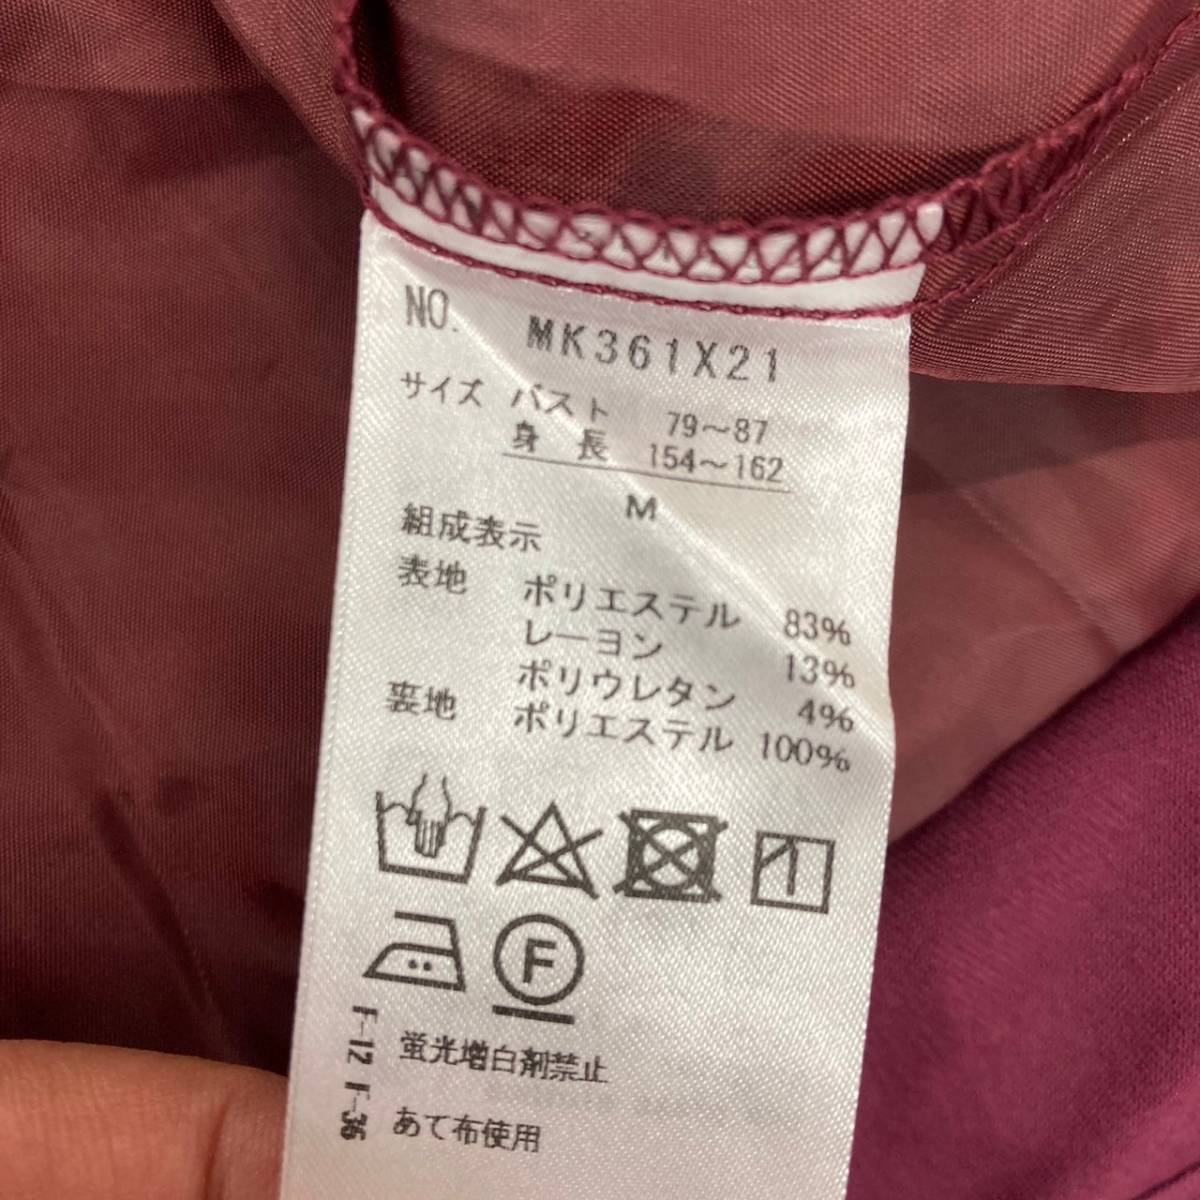 NO. MK361X21
サイズ バスト 79～87
身 長 154～162
M
組成表示
表地 ポリエステル 83%
レーヨン 13%
ポリウレタン 4%
裏地 ポリエステル 100%
F
蛍光増白剤禁止
あて布使用
F-12 F-36